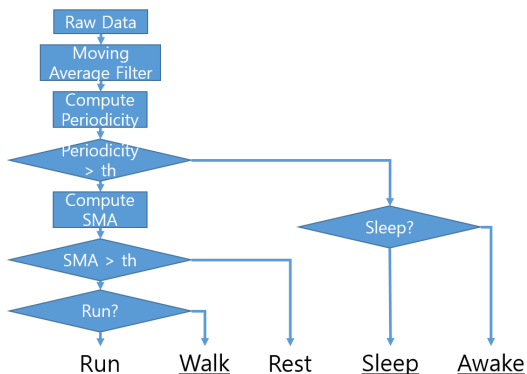 Raw Data
Moving
Average Filter
Compute
Periodicity
Periodicity
> th
Compute
SMA
Sleep?
SMA > th
Run?
Run
Walk
Rest
Sleep
Awake